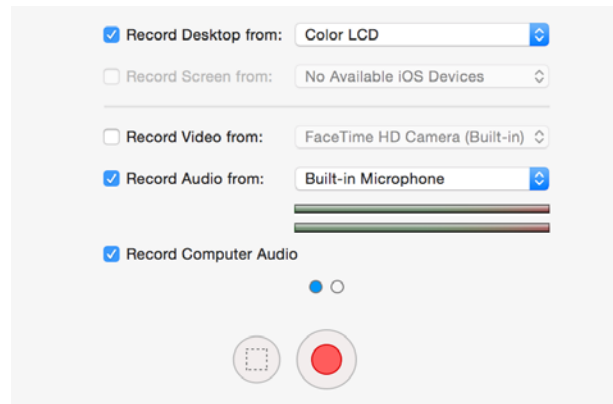 Record Desktop from: Color LCD
Record Screen from: No Available iOS Devices
Record Video from: FaceTime HD Camera (Built-in)
Record Audio from: Built-in Microphone
Record Computer Audio